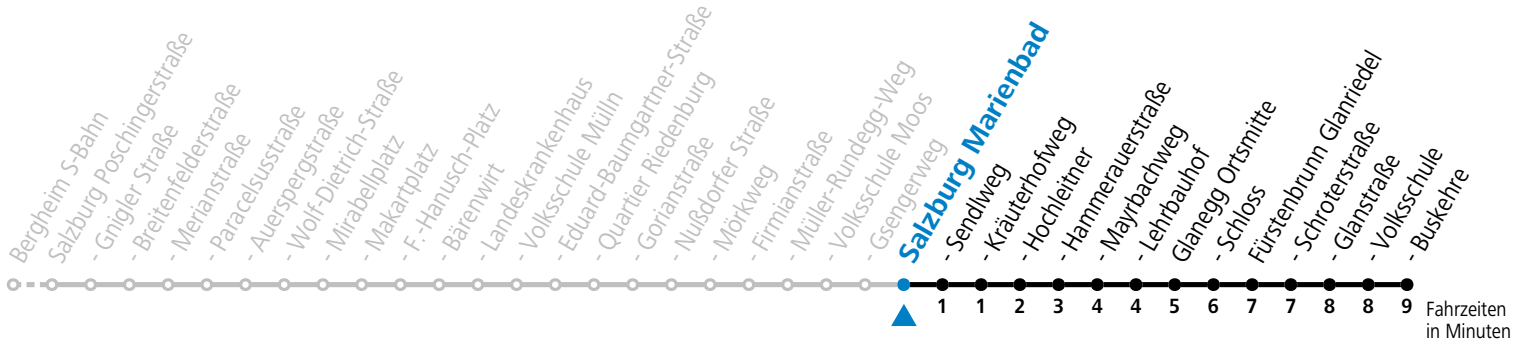 Bergheim S-Bahn
Salzburg Poschingerstraße
- Gnigler Straße
- Breitenfelderstraße
- Merianstraße
- Paracelsusstraße
- Auerspergstraße
- Wolf-Dietrich-Straße
- Mirabellplatz
- Makartplatz
- F.-Hanusch-Platz
- Bärenwirt
- Landeskrankenhaus
- Volksschule Mülln
- Eduard-Baumgartner-Straße
- Quartier Riedenburg
- Gorianstraße
- Nußdorfer Straße
- Mörkweg
- Firmianstraße
- Müller-Rundegg-Weg
- Volksschule Moos
- Gsengerweg
Salzburg Marienbad
- Sendlweg
- Kräuterhofweg
- Hochleitner
- Hammerauerstraße
- Mayrbachweg
- Lehrbauhof
Glanegg Ortsmitte
- Schloss
Fürstenbrunn Glanriedel
- Schroterstraße
- Glanstraße
- Volksschule
- Buskehre
1 1 2 3 4 4 5 6 7 7 8 8 9
Fahrzeiten
in Minuten